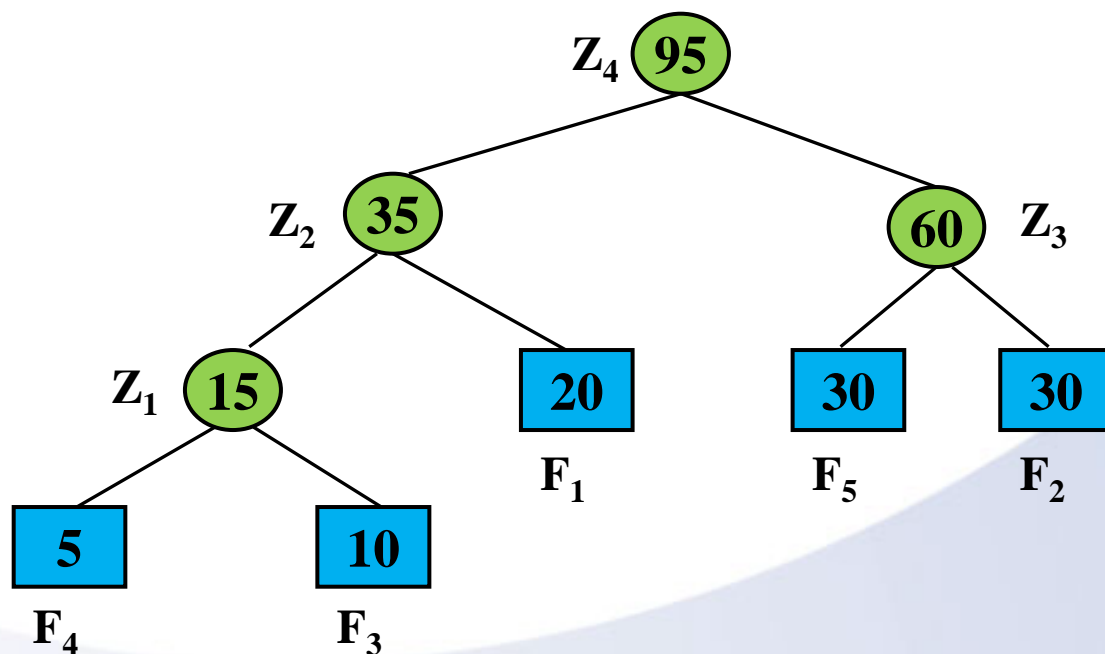 Z₄ 95
Z₂ 35 60 Z₃
Z₁ 15 20 30 30
F₁ F₅ F₂
5 10
F₄ F₃